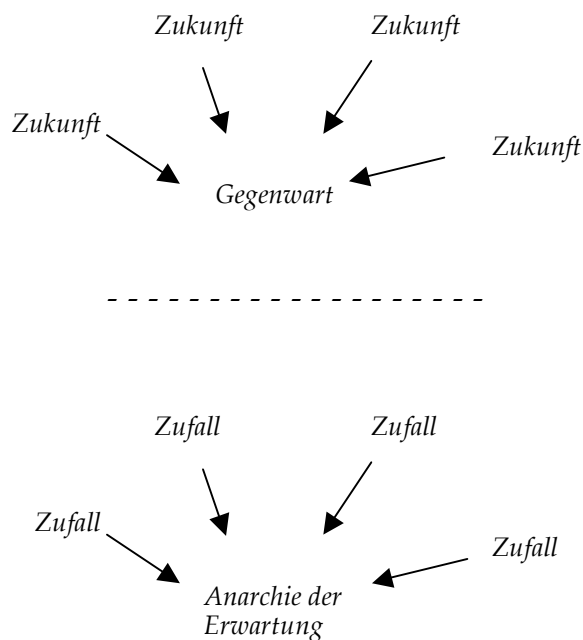 Zukunft
Zukunft
Zukunft
Zukunft
Gegenwart
Zufall
Zufall
Zufall
Zufall
Anarchie der
Erwartung